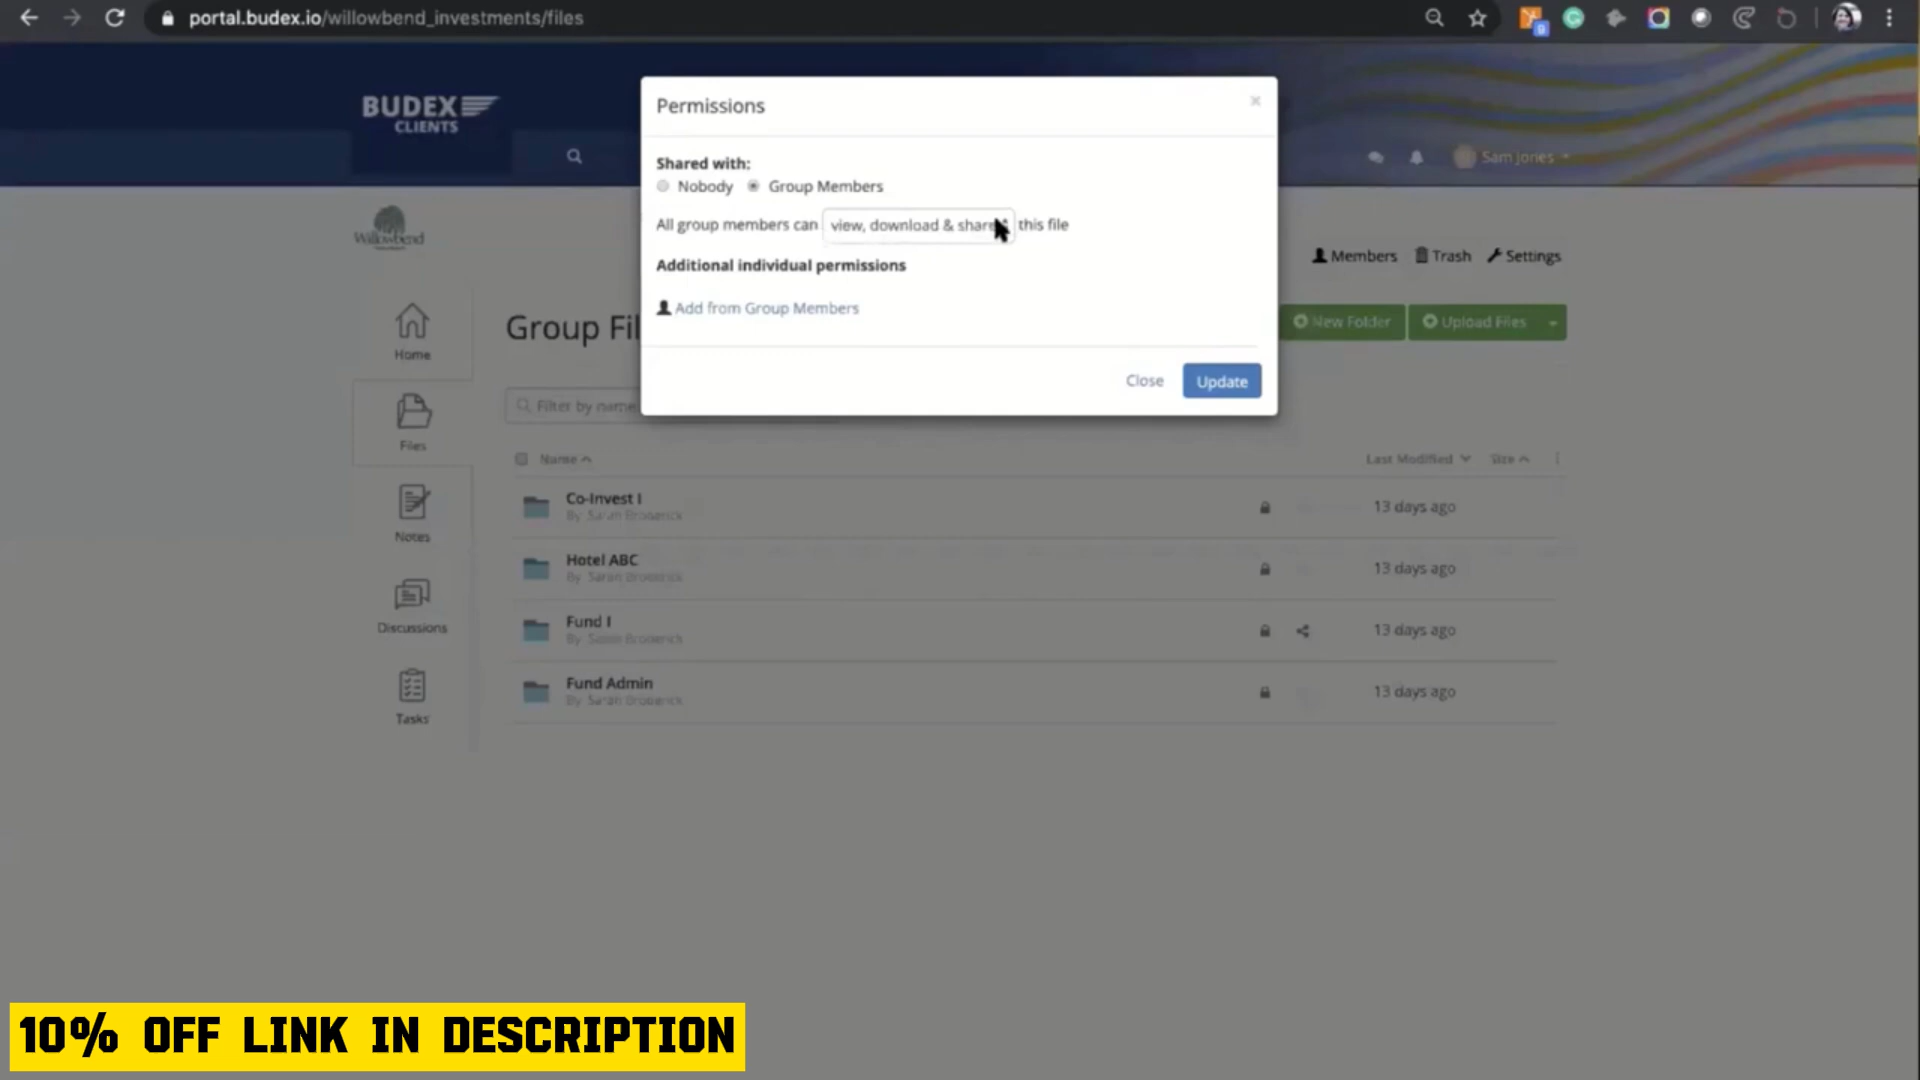 portal.budex.io/willowbend_investments/files
BUDEX
CLIENTS
Sam Jones
Permissions
×
Shared with:
Nobody Group Members
All group members can view, download & share this file
Additional individual permissions
Add from Group Members
Close Update
Willowbend
Members Trash Settings
Group Fil
New Folder Upload Files
Filter by name
Home
Files
Notes
Discussions
Tasks
Name Last Modified Size
Co-Invest I 13 days ago
By Sarah Broderick
Hotel ABC 13 days ago
By Sarah Broderick
Fund I 13 days ago
By Sarah Broderick
Fund Admin 13 days ago
By Sarah Broderick
10% OFF LINK IN DESCRIPTION